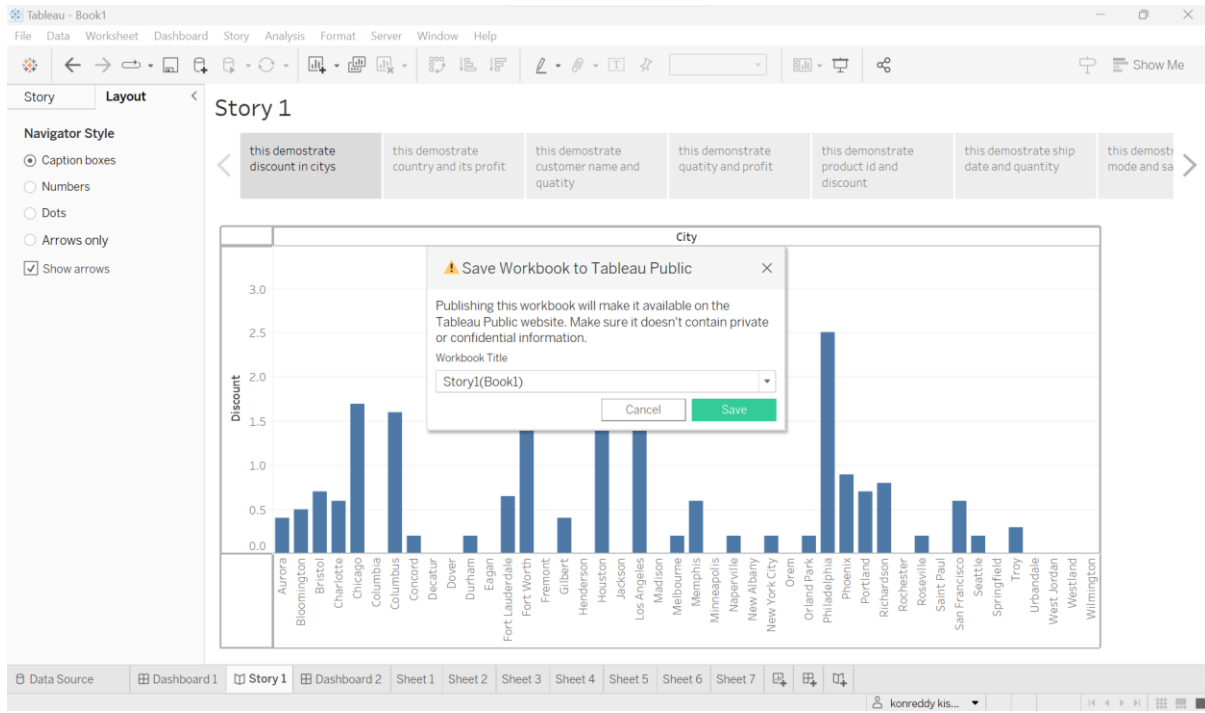 Tableau - Book1
File Data Worksheet Dashboard Story Analysis Format Server Window Help
Show Me
Story Layout
Story 1
Navigator Style
Caption boxes
Numbers
Dots
Arrows only
Show arrows
this demostrate
discount in citys
this demostrate
country and its profit
this demostrate
customer name and
quatity
this demonstrate
quatity and profit
this demonstrate
product id and
discount
this demostrate ship
date and quantity
this demostr
mode and sa
City
Save Workbook to Tableau Public
Publishing this workbook will make it available on the
Tableau Public website. Make sure it doesn't contain private
or confidential information.
Workbook Title
Story1(Book1)
Cancel Save
Discount
3.0
2.5
2.0
1.5
1.0
0.5
0.0
Aurora
Bloomington
Bristol
Charlotte
Chicago
Columbia
Columbus
Concord
Decatur
Dover
Durham
Eagan
Fort Lauderdale
Fort Worth
Fremont
Gilbert
Henderson
Houston
Jackson
Los Angeles
Madison
Melbourne
Memphis
Minneapolis
Naperville
New Albany
New York City
Orem
Orland Park
Philadelphia
Phoenix
Portland
Richardson
Rochester
Roseville
Saint Paul
San Francisco
Seattle
Springfield
Troy
Urbandale
West Jordan
Westland
Wilmington
Data Source Dashboard 1 Story 1 Dashboard 2 Sheet 1 Sheet 2 Sheet 3 Sheet 4 Sheet 5 Sheet 6 Sheet 7
konreddy kis...